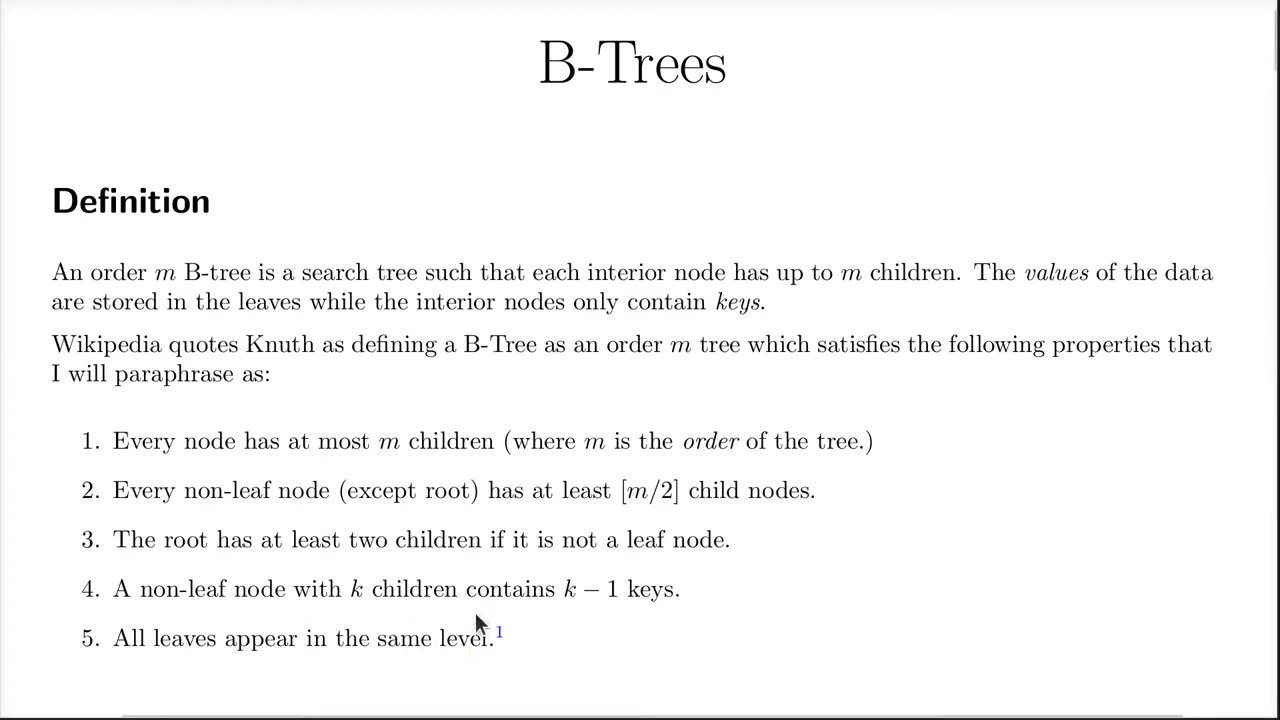 B-Trees
Definition
An order m B-tree is a search tree such that each interior node has up to m children. The values of the data
are stored in the leaves while the interior nodes only contain keys.
Wikipedia quotes Knuth as defining a B-Tree as an order m tree which satisfies the following properties that
I will paraphrase as:
1. Every node has at most m children (where m is the order of the tree.)
2. Every non-leaf node (except root) has at least [m/2] child nodes.
3. The root has at least two children if it is not a leaf node.
4. A non-leaf node with k children contains k − 1 keys.
5. All leaves appear in the same level.1